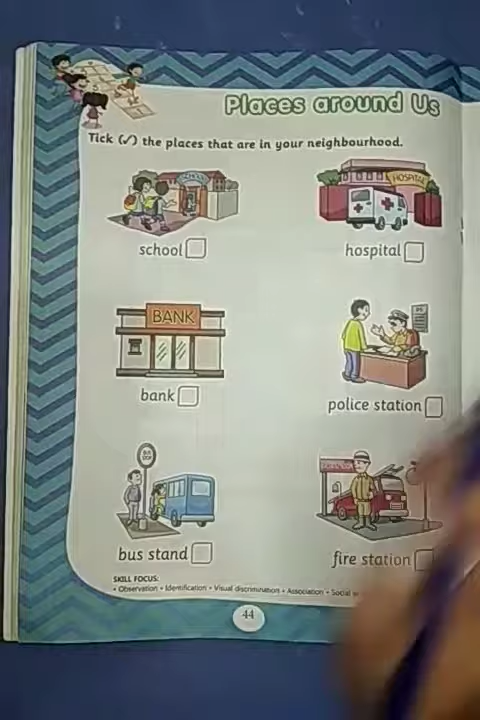 Places around Us
Tick (✓) the places that are in your neighbourhood.
SCHOOL
HOSPITAL
school
hospital
BANK
bank
police station
BUS
STOP
bus stand
fire station
SKILL FOCUS:
• Observation • Identification • Visual discrimination • Association • Social
44